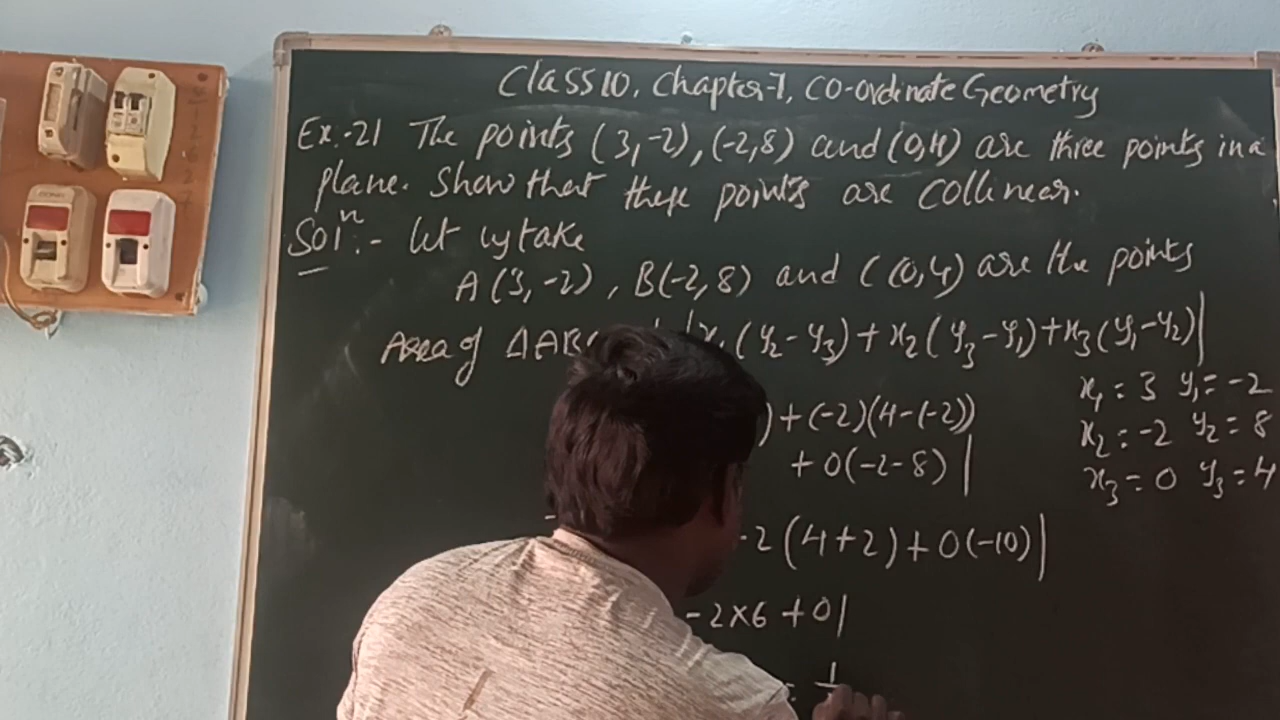 Class 10, Chapter-7, CO-ordinate Geometry
Ex.-21 The points (3,-2), (-2,8) and (0,4) are three points in a
plane. Show that these points are collinear.
Solⁿ:- let us take
A(3,-2), B(-2,8) and C(0,4) are the points
Area of ΔABC x₁(y₂-y₃)+x₂(y₃-y₁)+x₃(y₁-y₂)|
x₁ = 3 y₁ = -2
)+(-2)(4-(-2))
x₂ = -2 y₂ = 8
+0(-2-8)|
x₃ = 0 y₃ = 4
-2(4+2)+0(-10)|
-2×6+0|
= 1